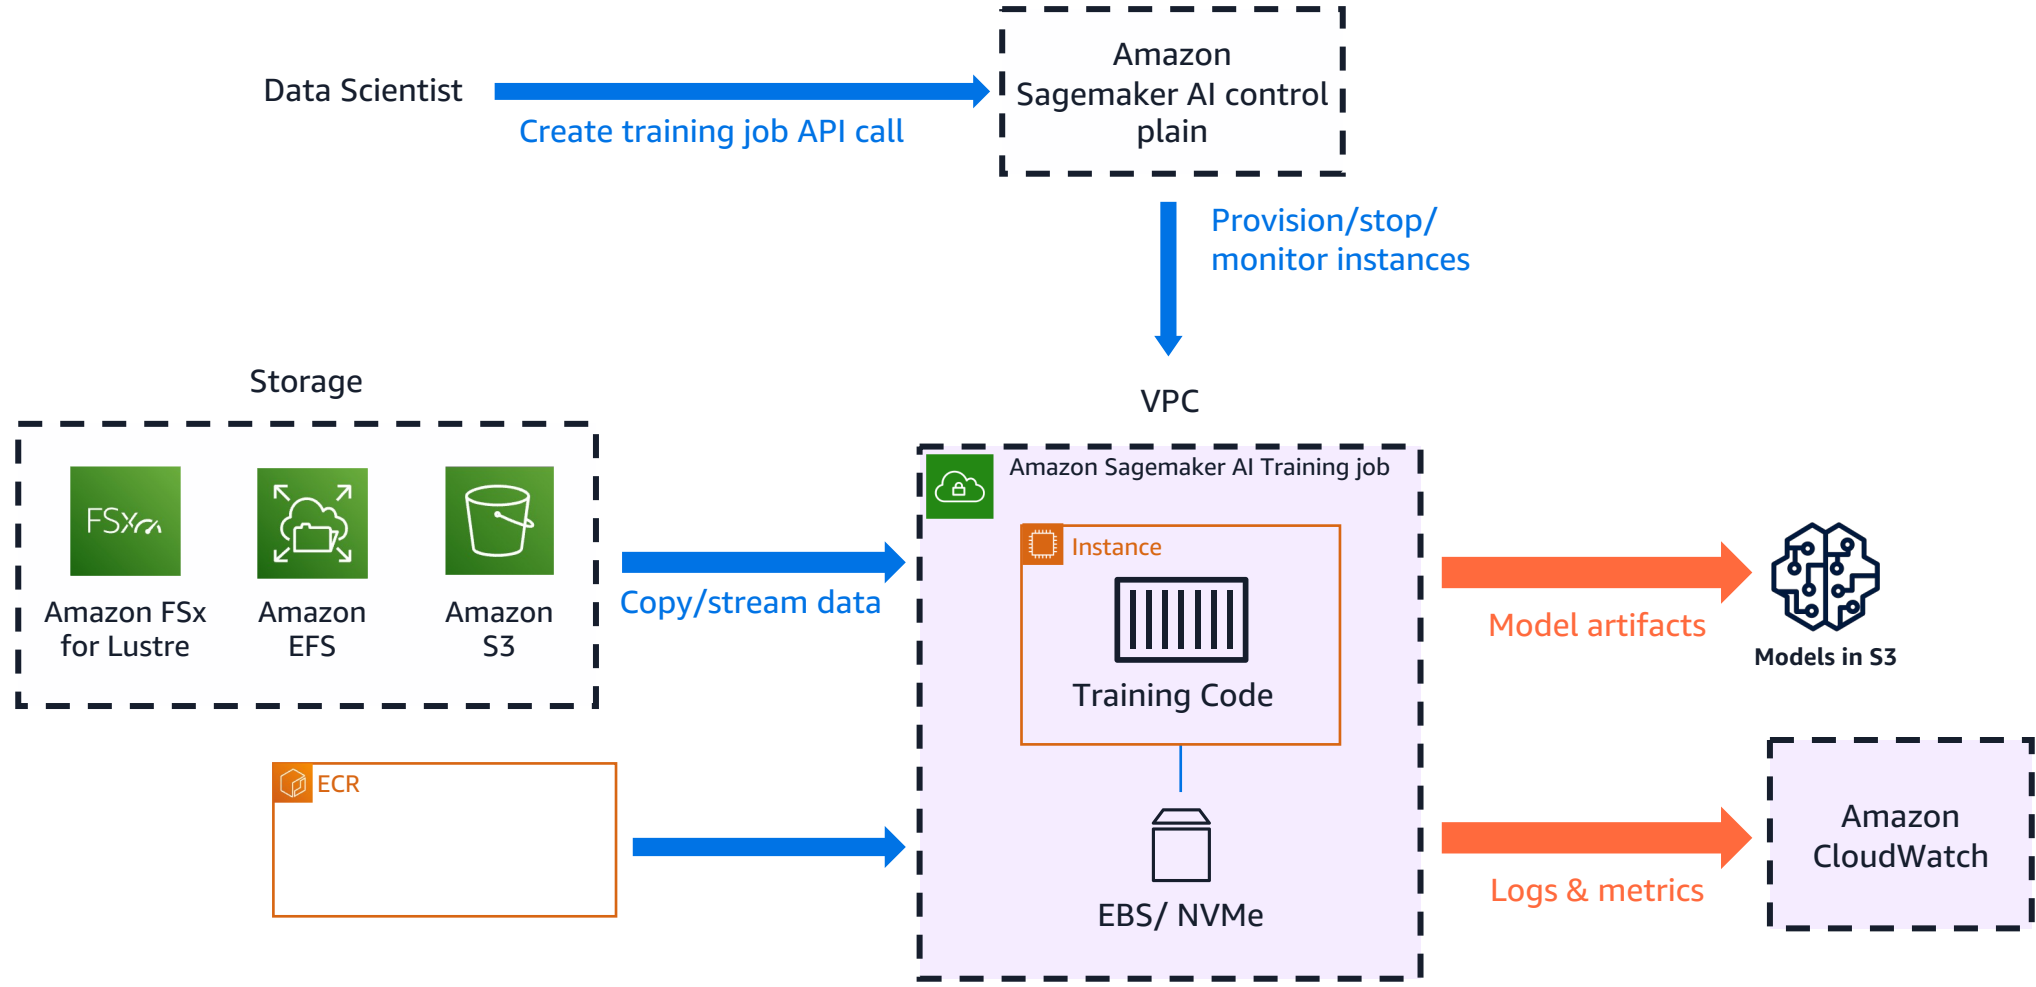 Data Scientist
Create training job API call
Amazon
Sagemaker AI control
plain
Provision/stop/
monitor instances
Storage
FSx
Amazon FSx
for Lustre
Amazon
EFS
Amazon
S3
Copy/stream data
ECR
VPC
Amazon Sagemaker AI Training job
Instance
Training Code
EBS/ NVMe
Model artifacts
Models in S3
Logs & metrics
Amazon
CloudWatch